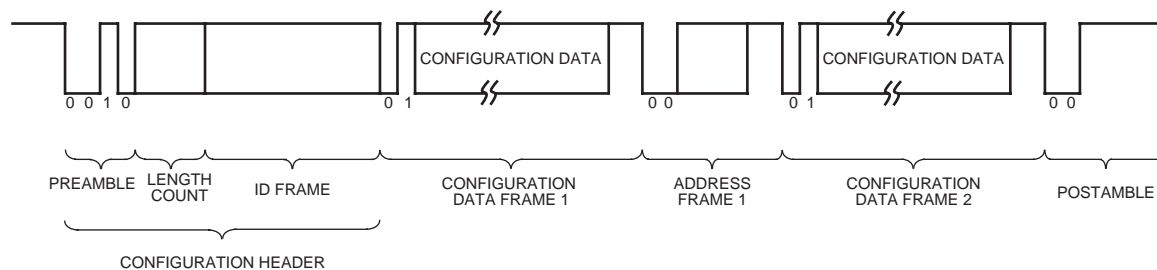 CONFIGURATION DATA CONFIGURATION DATA
0 0 1 0 0 1 0 0 0 1 0 0
PREAMBLE LENGTH COUNT ID FRAME CONFIGURATION DATA FRAME 1 ADDRESS FRAME 1 CONFIGURATION DATA FRAME 2 POSTAMBLE
CONFIGURATION HEADER